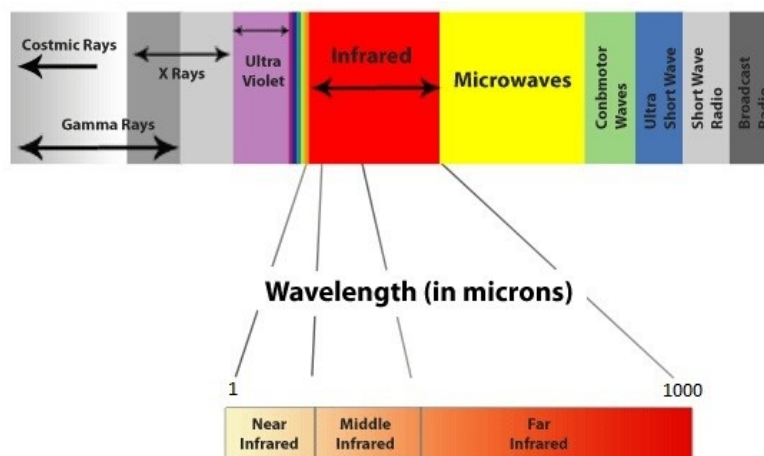 Costmic Rays
X Rays
Gamma Rays
Ultra
Violet
Infrared
Microwaves
Conbmotor
Waves
Ultra
Short Wave
Short Wave
Radio
Broadcast
Radio
Wavelength (in microns)
1
1000
Near
Infrared
Middle
Infrared
Far
Infrared